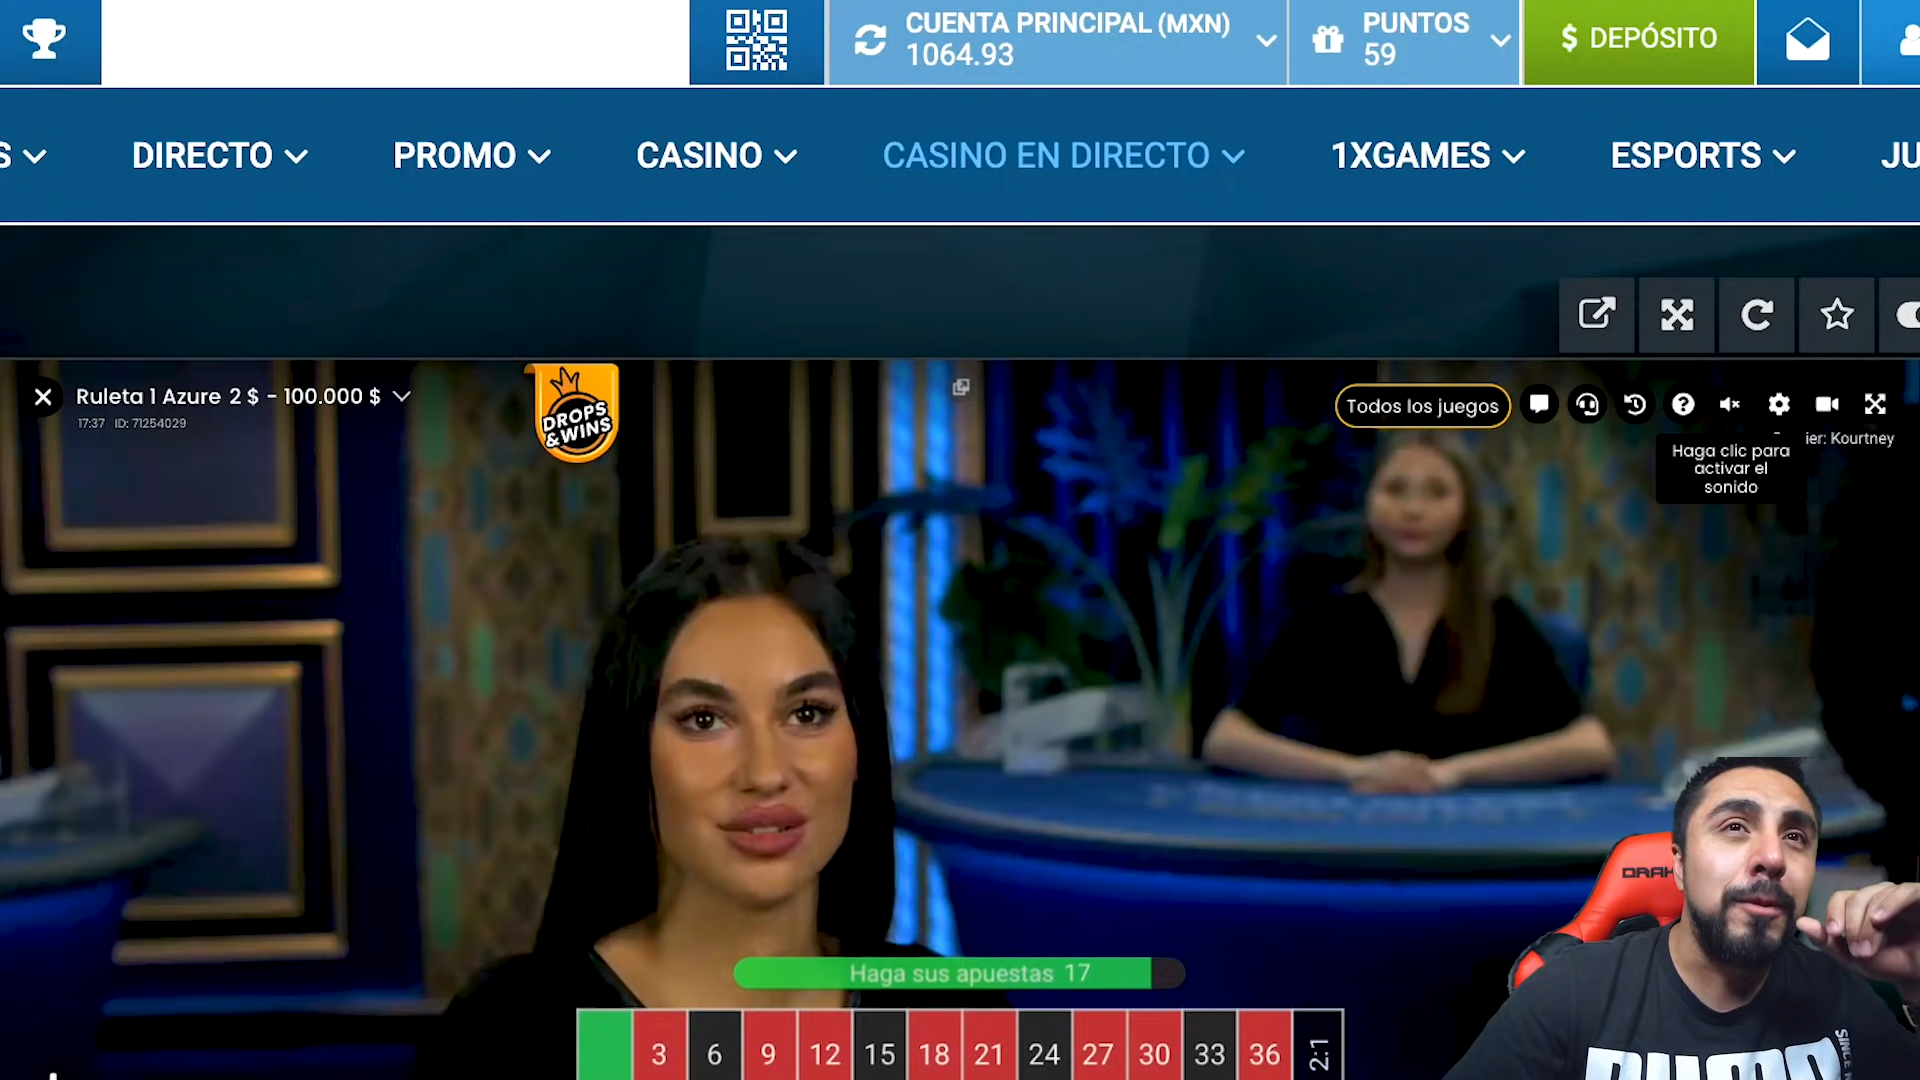 CUENTA PRINCIPAL (MXN)
1064.93
PUNTOS
59
$ DEPÓSITO
S
DIRECTO
PROMO
CASINO
CASINO EN DIRECTO
1XGAMES
ESPORTS
JU
Ruleta 1 Azure 2 $ - 100.000 $
17:37 ID: 71254029
DROPS
&WINS
Todos los juegos
ier: Kourtney
Haga clic para
activar el
sonido
DRAK
Haga sus apuestas 17
3 6 9 12 15 18 21 24 27 30 33 36 2:1
SINCE